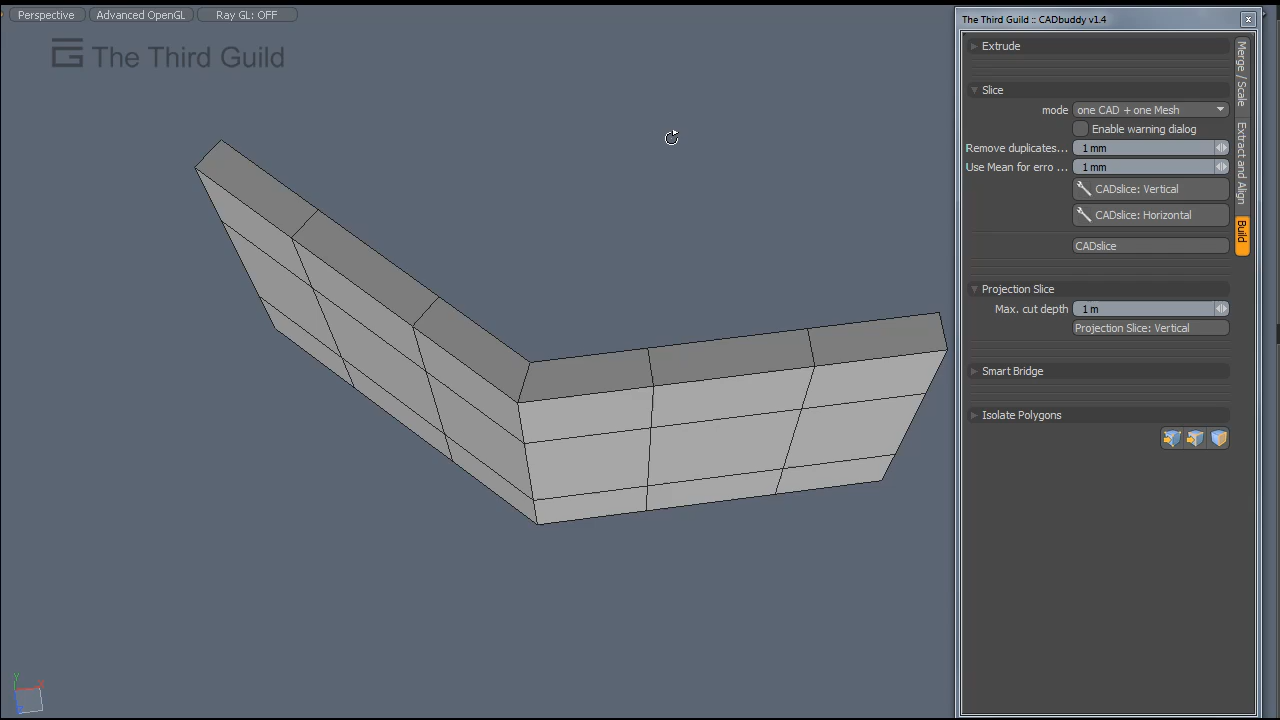 Perspective
Advanced OpenGL
Ray GL: OFF
The Third Guild
The Third Guild :: CADbuddy v1.4
Extrude
Slice
mode one CAD + one Mesh
Enable warning dialog
Remove duplicates... 1 mm
Use Mean for erro ... 1 mm
CADslice: Vertical
CADslice: Horizontal
CADslice
Projection Slice
Max. cut depth 1 m
Projection Slice: Vertical
Smart Bridge
Isolate Polygons
Merge / Scale
Extract and Align
Build
Y
X